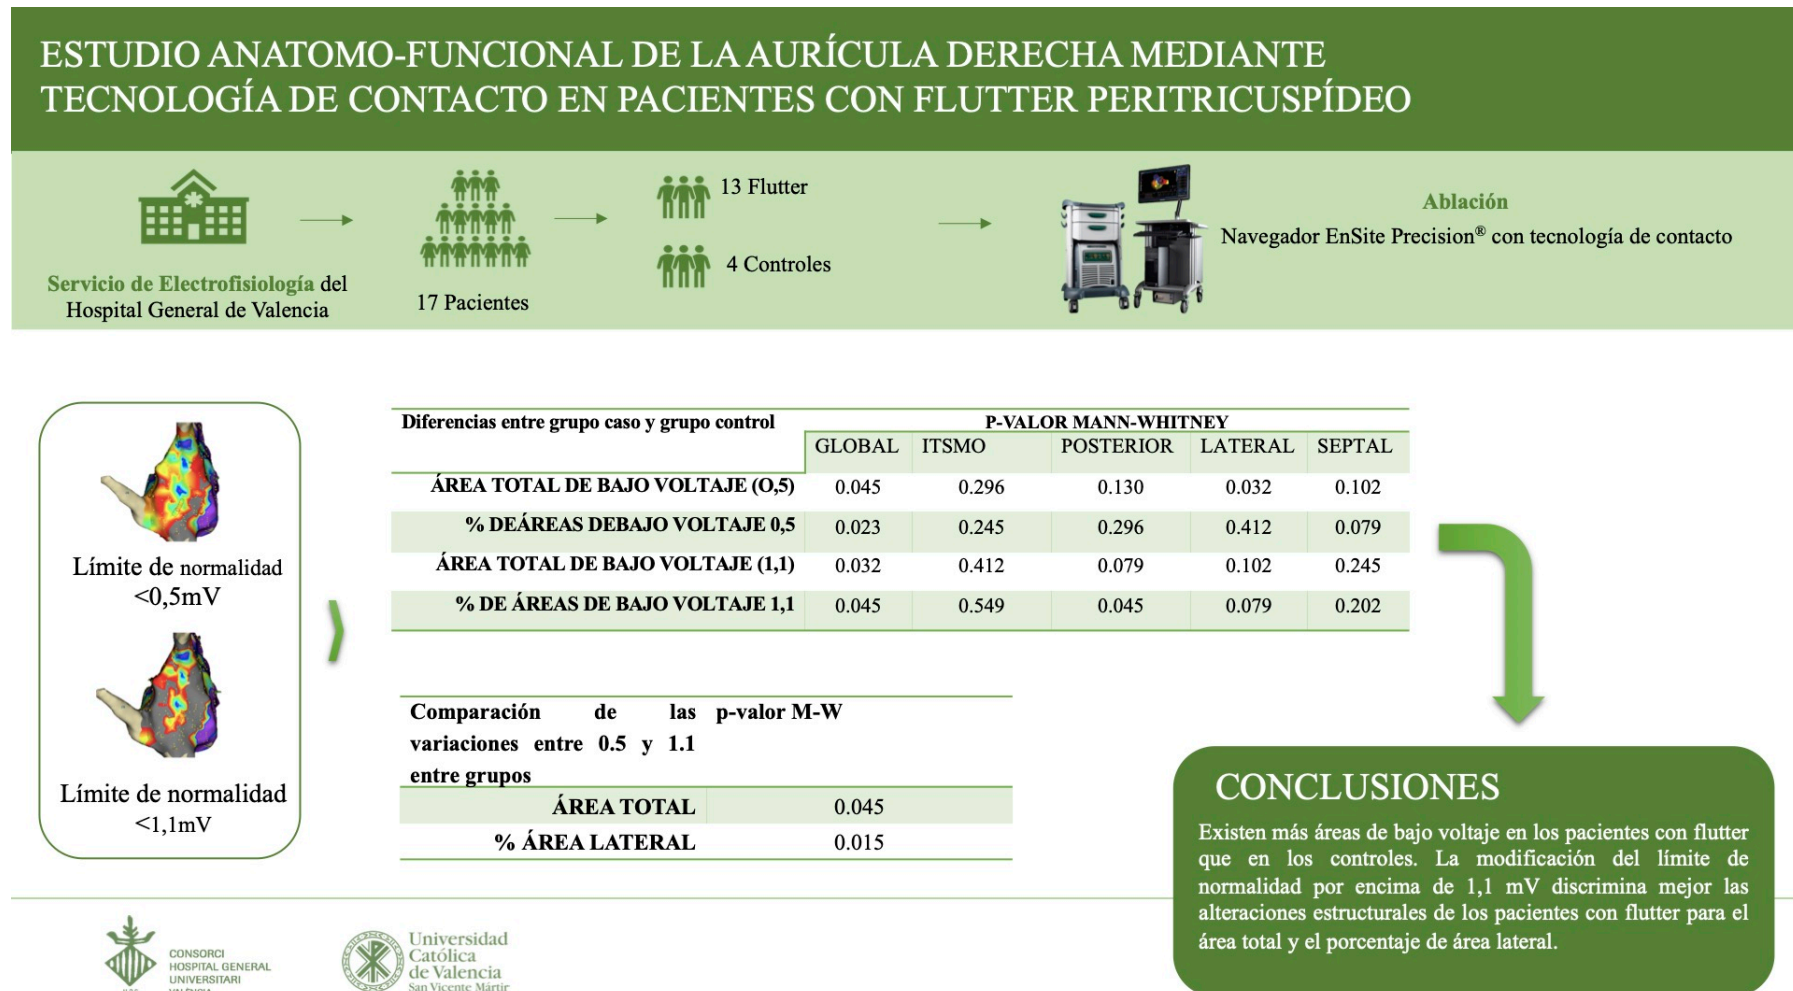 ESTUDIO ANATOMO-FUNCIONAL DE LA AURÍCULA DERECHA MEDIANTE
TECNOLOGÍA DE CONTACTO EN PACIENTES CON FLUTTER PERITRICUSPÍDEO
Servicio de Electrofisiología del
Hospital General de Valencia
17 Pacientes
13 Flutter
4 Controles
Ablación
Navegador EnSite Precision® con tecnología de contacto
Límite de normalidad
<0,5mV
Límite de normalidad
<1,1mV
Diferencias entre grupo caso y grupo control P-VALOR MANN-WHITNEY
GLOBAL ITSMO POSTERIOR LATERAL SEPTAL
ÁREA TOTAL DE BAJO VOLTAJE (O,5) 0.045 0.296 0.130 0.032 0.102
% DEÁREAS DEBAJO VOLTAJE 0,5 0.023 0.245 0.296 0.412 0.079
ÁREA TOTAL DE BAJO VOLTAJE (1,1) 0.032 0.412 0.079 0.102 0.245
% DE ÁREAS DE BAJO VOLTAJE 1,1 0.045 0.549 0.045 0.079 0.202
Comparación de las p-valor M-W
variaciones entre 0.5 y 1.1
entre grupos
ÁREA TOTAL 0.045
% ÁREA LATERAL 0.015
CONCLUSIONES
Existen más áreas de bajo voltaje en los pacientes con flutter
que en los controles. La modificación del límite de
normalidad por encima de 1,1 mV discrimina mejor las
alteraciones estructurales de los pacientes con flutter para el
área total y el porcentaje de área lateral.
CONSORCI
HOSPITAL GENERAL
UNIVERSITARI
Universidad
Católica
de Valencia
San Vicente Mártir